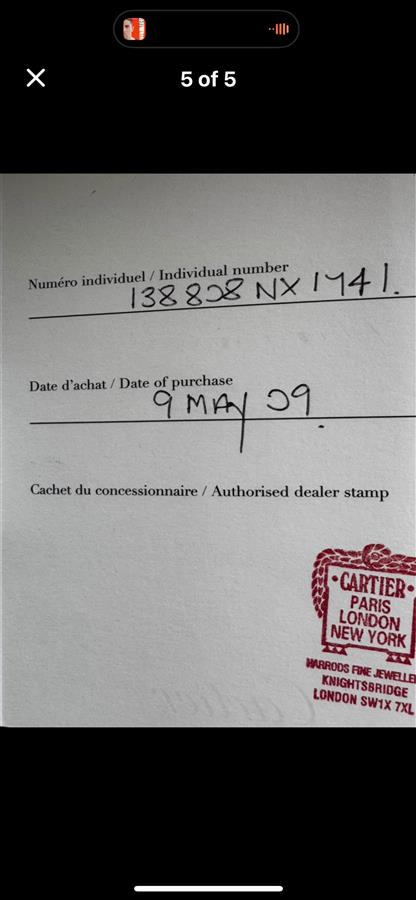 5 of 5
Numéro individuel / Individual number
138808 NX 1741.
Date d'achat / Date of purchase
9 MAY 09.
Cachet du concessionnaire / Authorised dealer stamp
•CARTIER•
PARIS
LONDON
NEW YORK
HARRODS FINE JEWELLE
KNIGHTSBRIDGE
LONDON SW1X 7XL
Cartier